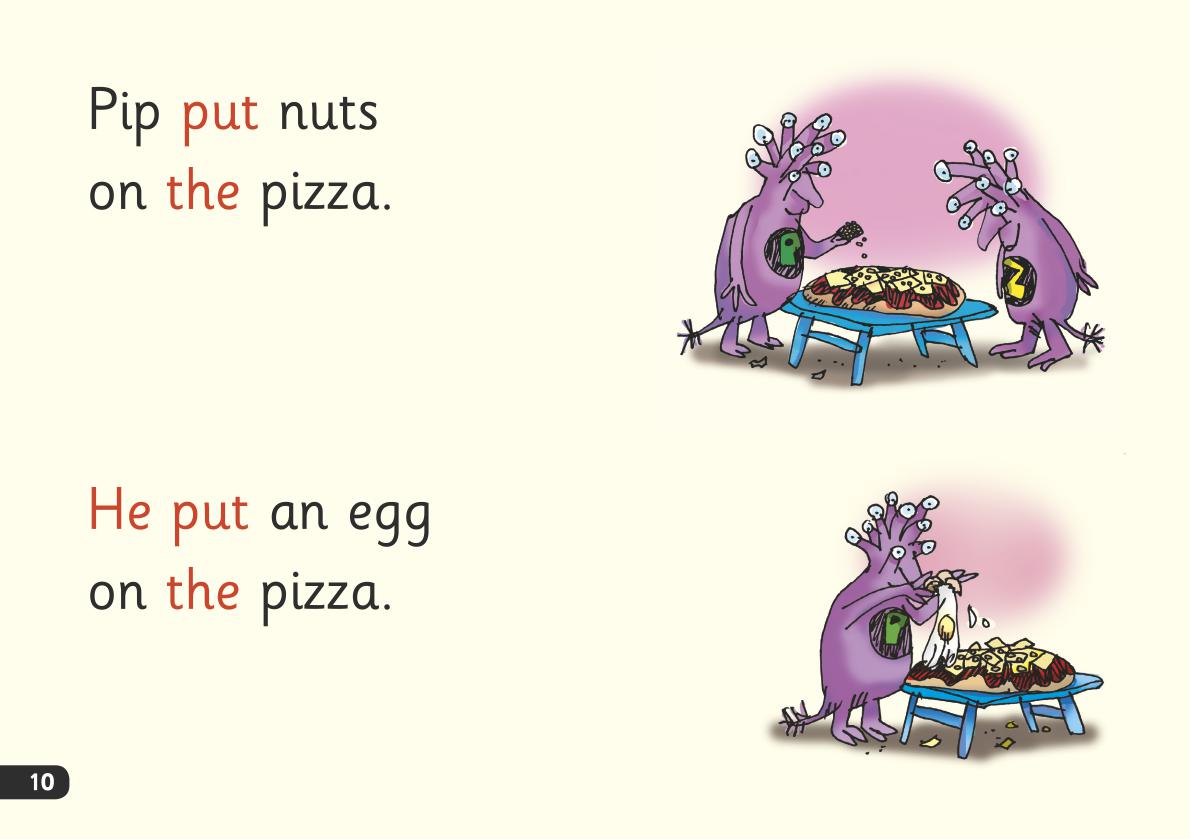 Pip put nuts
on the pizza.
P
Z
He put an egg
on the pizza.
P
10